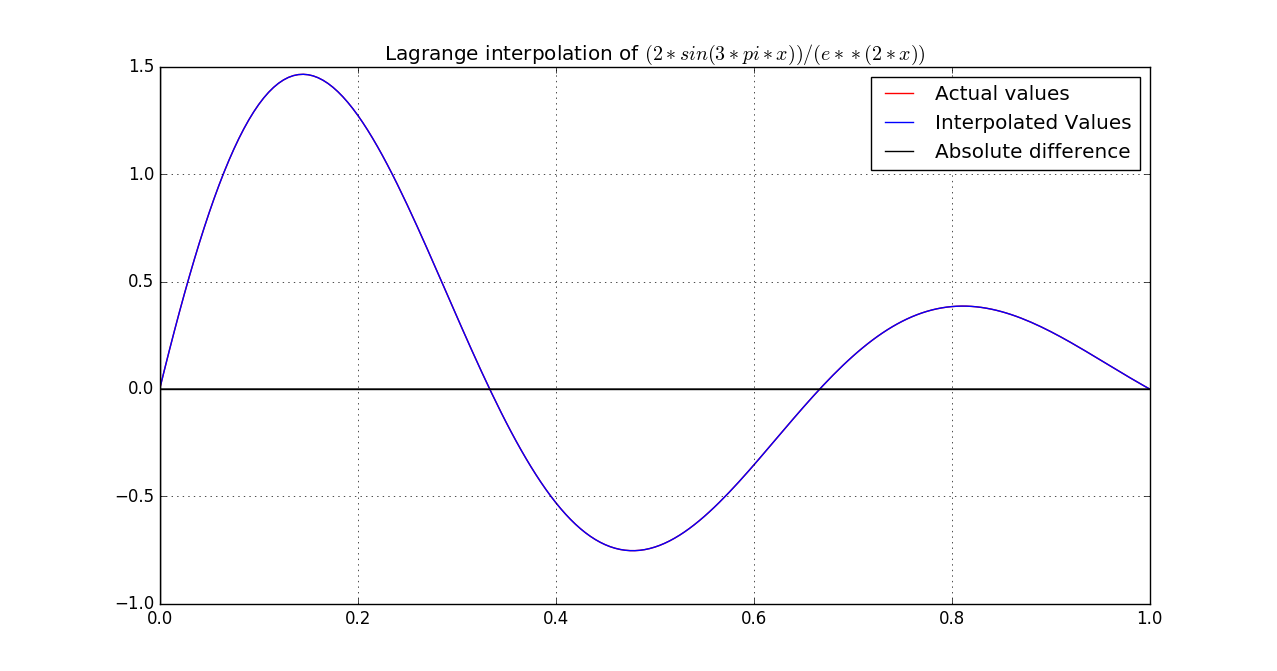 Lagrange interpolation of (2 * sin(3 * pi * x))/(e * *(2 * x))
1.5
1.0
0.5
0.0
−0.5
−1.0
0.0 0.2 0.4 0.6 0.8 1.0
Actual values
Interpolated Values
Absolute difference